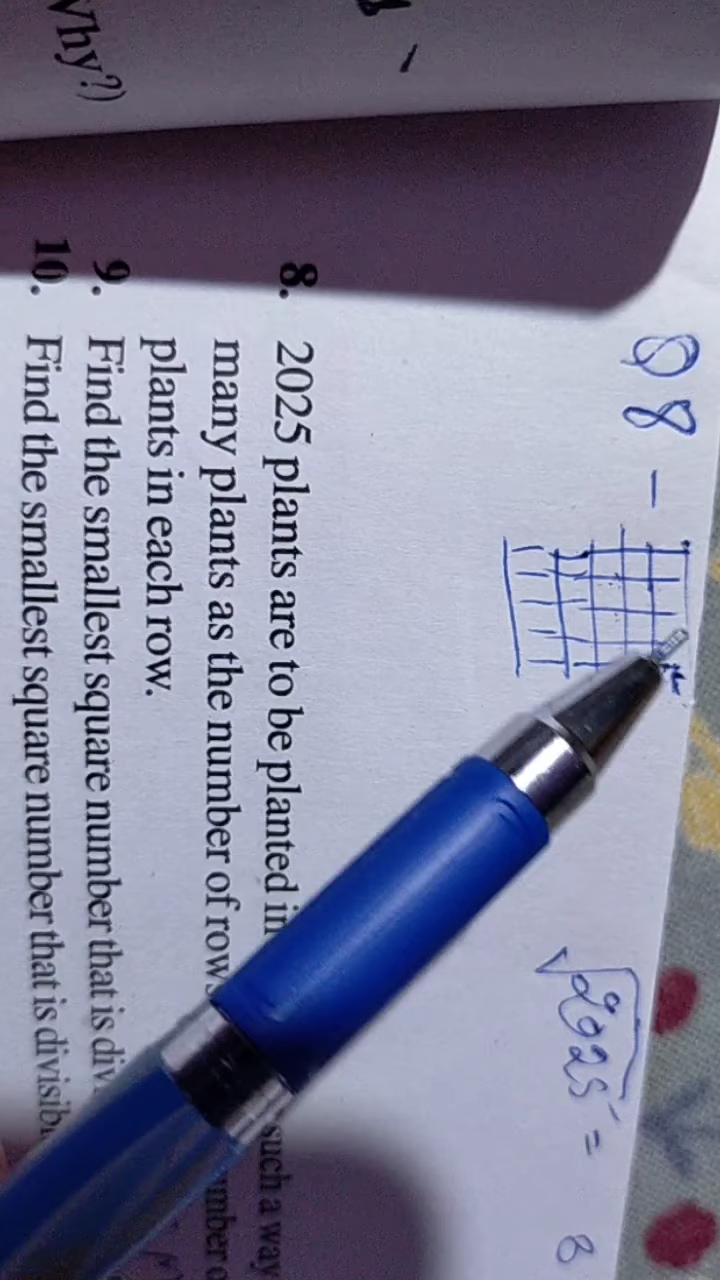 Why?)
Q8 -
√2025 =
8. 2025 plants are to be planted in such a way
many plants as the number of rows
plants in each row.
9. Find the smallest square number that is
10. Find the smallest square number that is